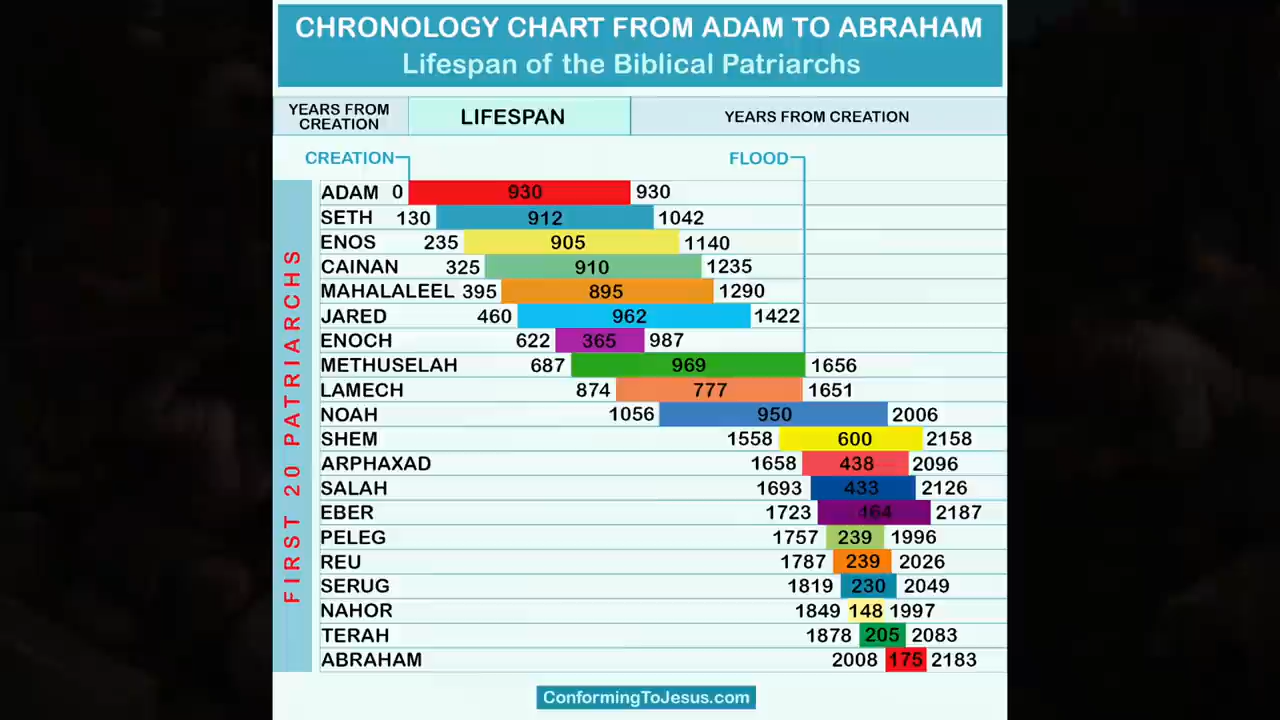 CHRONOLOGY CHART FROM ADAM TO ABRAHAM
Lifespan of the Biblical Patriarchs
YEARS FROM CREATION LIFESPAN YEARS FROM CREATION
CREATION FLOOD
FIRST 20 PATRIARCHS
ADAM 0 930 930
SETH 130 912 1042
ENOS 235 905 1140
CAINAN 325 910 1235
MAHALALEEL 395 895 1290
JARED 460 962 1422
ENOCH 622 365 987
METHUSELAH 687 969 1656
LAMECH 874 777 1651
NOAH 1056 950 2006
SHEM 1558 600 2158
ARPHAXAD 1658 438 2096
SALAH 1693 433 2126
EBER 1723 464 2187
PELEG 1757 239 1996
REU 1787 239 2026
SERUG 1819 230 2049
NAHOR 1849 148 1997
TERAH 1878 205 2083
ABRAHAM 2008 175 2183
ConformingToJesus.com